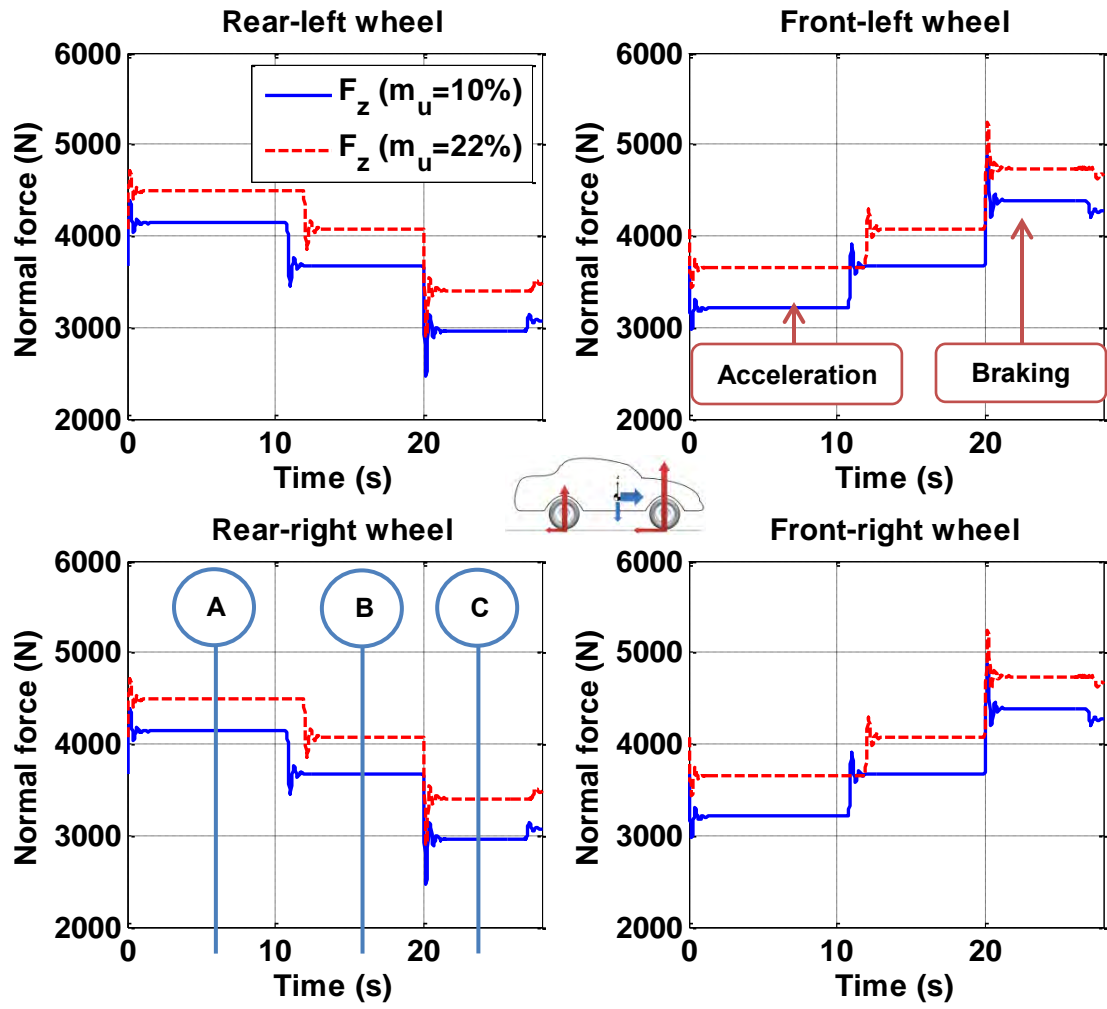 Rear-left wheel
6000
5000
4000
3000
2000
Normal force (N)
F_z (m_u=10%)
F_z (m_u=22%)
0
10
20
Time (s)
Front-left wheel
6000
5000
4000
3000
2000
Normal force (N)
Acceleration
Braking
0
10
20
Time (s)
Rear-right wheel
6000
5000
4000
3000
2000
Normal force (N)
A
B
C
0
10
20
Time (s)
Front-right wheel
6000
5000
4000
3000
2000
Normal force (N)
0
10
20
Time (s)